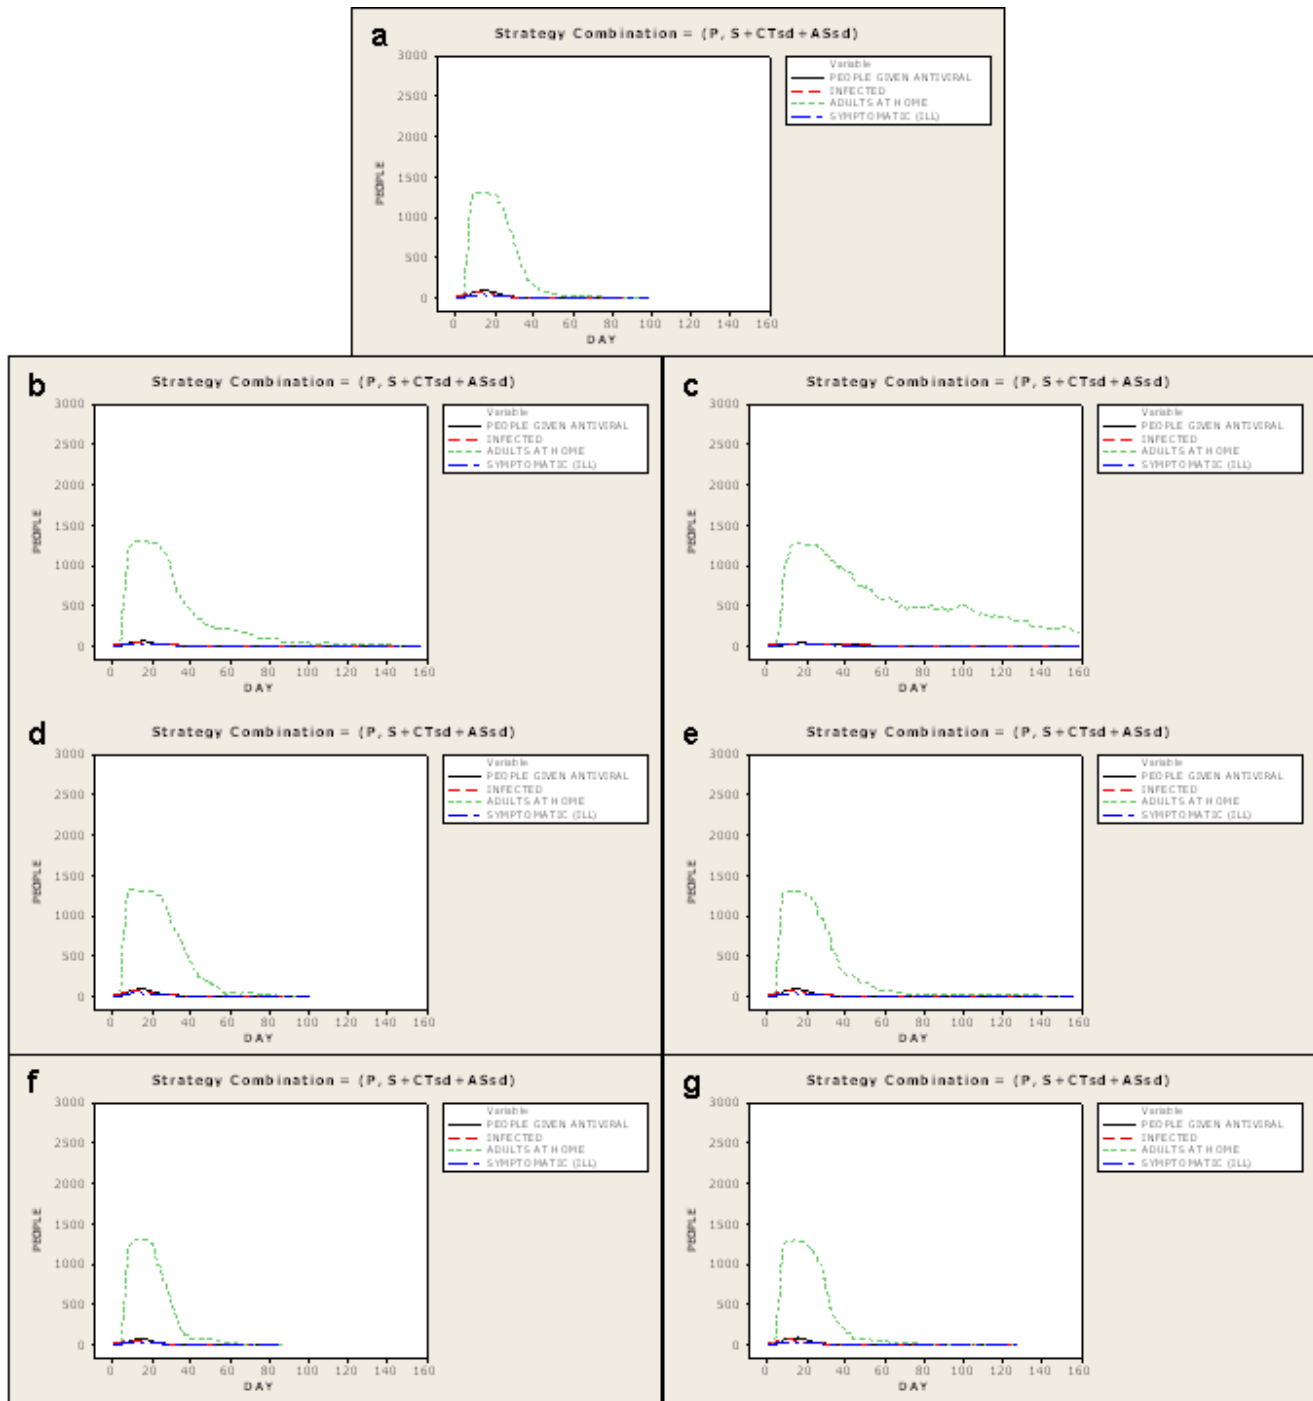 a
Strategy Combination = (P, S+CTsd+ASsd)
3000
2500
2000
1500
1000
500
0
PEOPLE
0 20 40 60 80 100 120 140 160
DAY
Variable
PEOPLE GIVEN ANTIVIRAL
INFECTED
ADULTS AT HOME
SYMPTOMATIC (ILL)
b
Strategy Combination = (P, S+CTsd+ASsd)
3000
2500
2000
1500
1000
500
0
PEOPLE
0 20 40 60 80 100 120 140 160
DAY
Variable
PEOPLE GIVEN ANTIVIRAL
INFECTED
ADULTS AT HOME
SYMPTOMATIC (ILL)
c
Strategy Combination = (P, S+CTsd+ASsd)
3000
2500
2000
1500
1000
500
0
PEOPLE
0 20 40 60 80 100 120 140 160
DAY
Variable
PEOPLE GIVEN ANTIVIRAL
INFECTED
ADULTS AT HOME
SYMPTOMATIC (ILL)
d
Strategy Combination = (P, S+CTsd+ASsd)
3000
2500
2000
1500
1000
500
0
PEOPLE
0 20 40 60 80 100 120 140 160
DAY
Variable
PEOPLE GIVEN ANTIVIRAL
INFECTED
ADULTS AT HOME
SYMPTOMATIC (ILL)
e
Strategy Combination = (P, S+CTsd+ASsd)
3000
2500
2000
1500
1000
500
0
PEOPLE
0 20 40 60 80 100 120 140 160
DAY
Variable
PEOPLE GIVEN ANTIVIRAL
INFECTED
ADULTS AT HOME
SYMPTOMATIC (ILL)
f
Strategy Combination = (P, S+CTsd+ASsd)
3000
2500
2000
1500
1000
500
0
PEOPLE
0 20 40 60 80 100 120 140 160
DAY
Variable
PEOPLE GIVEN ANTIVIRAL
INFECTED
ADULTS AT HOME
SYMPTOMATIC (ILL)
g
Strategy Combination = (P, S+CTsd+ASsd)
3000
2500
2000
1500
1000
500
0
PEOPLE
0 20 40 60 80 100 120 140 160
DAY
Variable
PEOPLE GIVEN ANTIVIRAL
INFECTED
ADULTS AT HOME
SYMPTOMATIC (ILL)